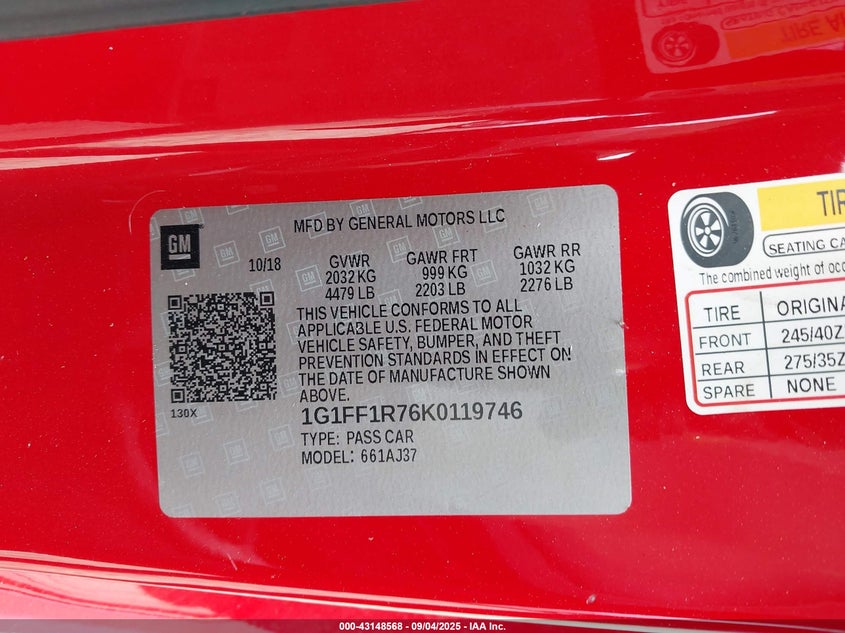 TIRE A
GM
MFD BY GENERAL MOTORS LLC
10/18
GVWR GAWR FRT GAWR RR
2032 KG 999 KG 1032 KG
4479 LB 2203 LB 2276 LB
THIS VEHICLE CONFORMS TO ALL
APPLICABLE U.S. FEDERAL MOTOR
VEHICLE SAFETY, BUMPER, AND THEFT
PREVENTION STANDARDS IN EFFECT ON
THE DATE OF MANUFACTURE SHOWN
ABOVE.
130X
1G1FF1R76K0119746
TYPE: PASS CAR
MODEL: 661AJ37
TIR
SEATING CA
The combined weight of occ
TIRE ORIGINA
FRONT 245/40Z
REAR 275/35Z
SPARE NONE
000-43148568 - 09/04/2025 - IAA Inc.